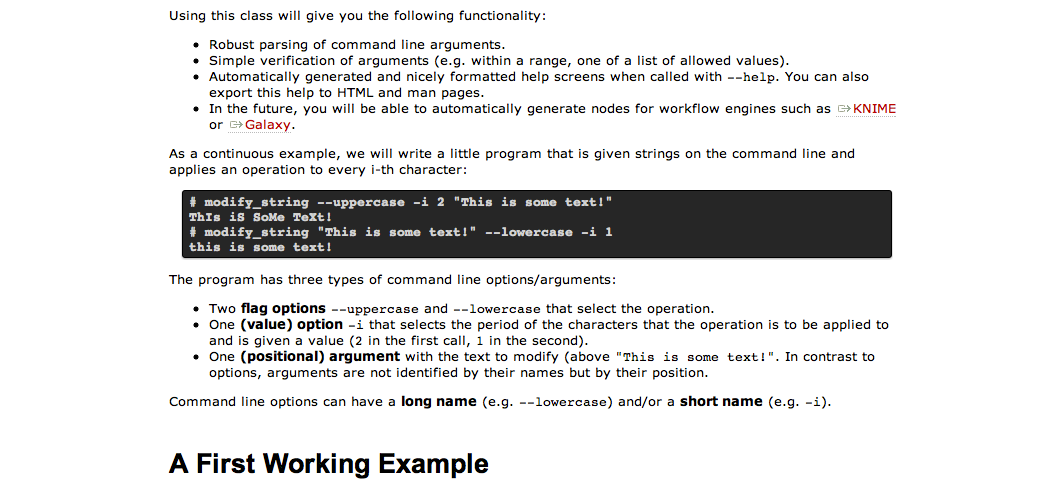 Using this class will give you the following functionality:
• Robust parsing of command line arguments.
• Simple verification of arguments (e.g. within a range, one of a list of allowed values).
• Automatically generated and nicely formatted help screens when called with --help. You can also
export this help to HTML and man pages.
• In the future, you will be able to automatically generate nodes for workflow engines such as KNIME
or Galaxy.
As a continuous example, we will write a little program that is given strings on the command line and
applies an operation to every i-th character:
# modify_string --uppercase -i 2 "This is some text!"
ThIs iS SoMe TeXt!
# modify_string "This is some text!" --lowercase -i 1
this is some text!
The program has three types of command line options/arguments:
• Two flag options --uppercase and --lowercase that select the operation.
• One (value) option -i that selects the period of the characters that the operation is to be applied to
and is given a value (2 in the first call, 1 in the second).
• One (positional) argument with the text to modify (above "This is some text!". In contrast to
options, arguments are not identified by their names but by their position.
Command line options can have a long name (e.g. --lowercase) and/or a short name (e.g. -i).
A First Working Example